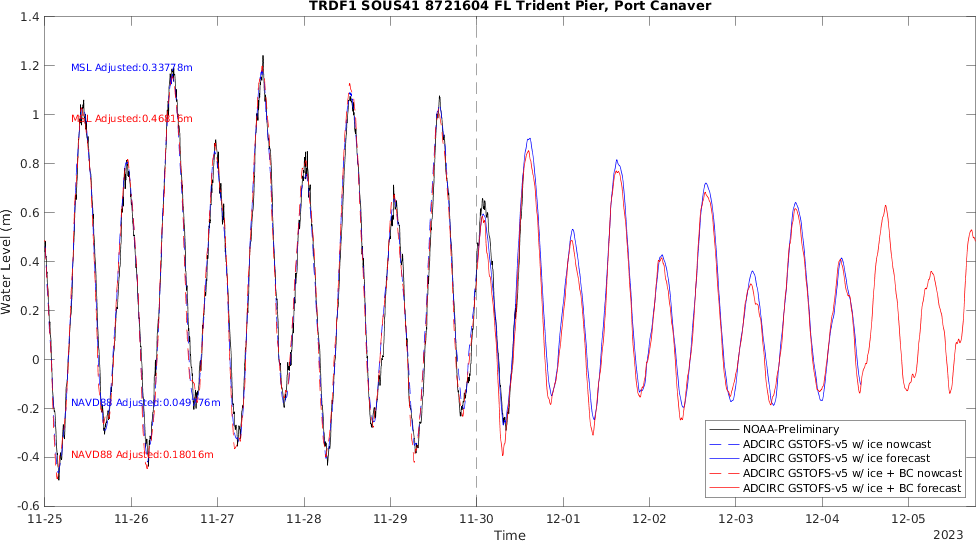 TRDF1 SOUS41 8721604 FL Trident Pier, Port Canaver
1.4
1.2
1
0.8
0.6
0.4
0.2
0
-0.2
-0.4
-0.6
Water Level (m)
MSL Adjusted:0.33778m
MSL Adjusted:0.46816m
NAVD88 Adjusted:0.049776m
NAVD88 Adjusted:0.18016m
NOAA-Preliminary
ADCIRC GSTOFS-v5 w/ ice nowcast
ADCIRC GSTOFS-v5 w/ ice forecast
ADCIRC GSTOFS-v5 w/ ice + BC nowcast
ADCIRC GSTOFS-v5 w/ ice + BC forecast
11-25 11-26 11-27 11-28 11-29 11-30 12-01 12-02 12-03 12-04 12-05
Time
2023